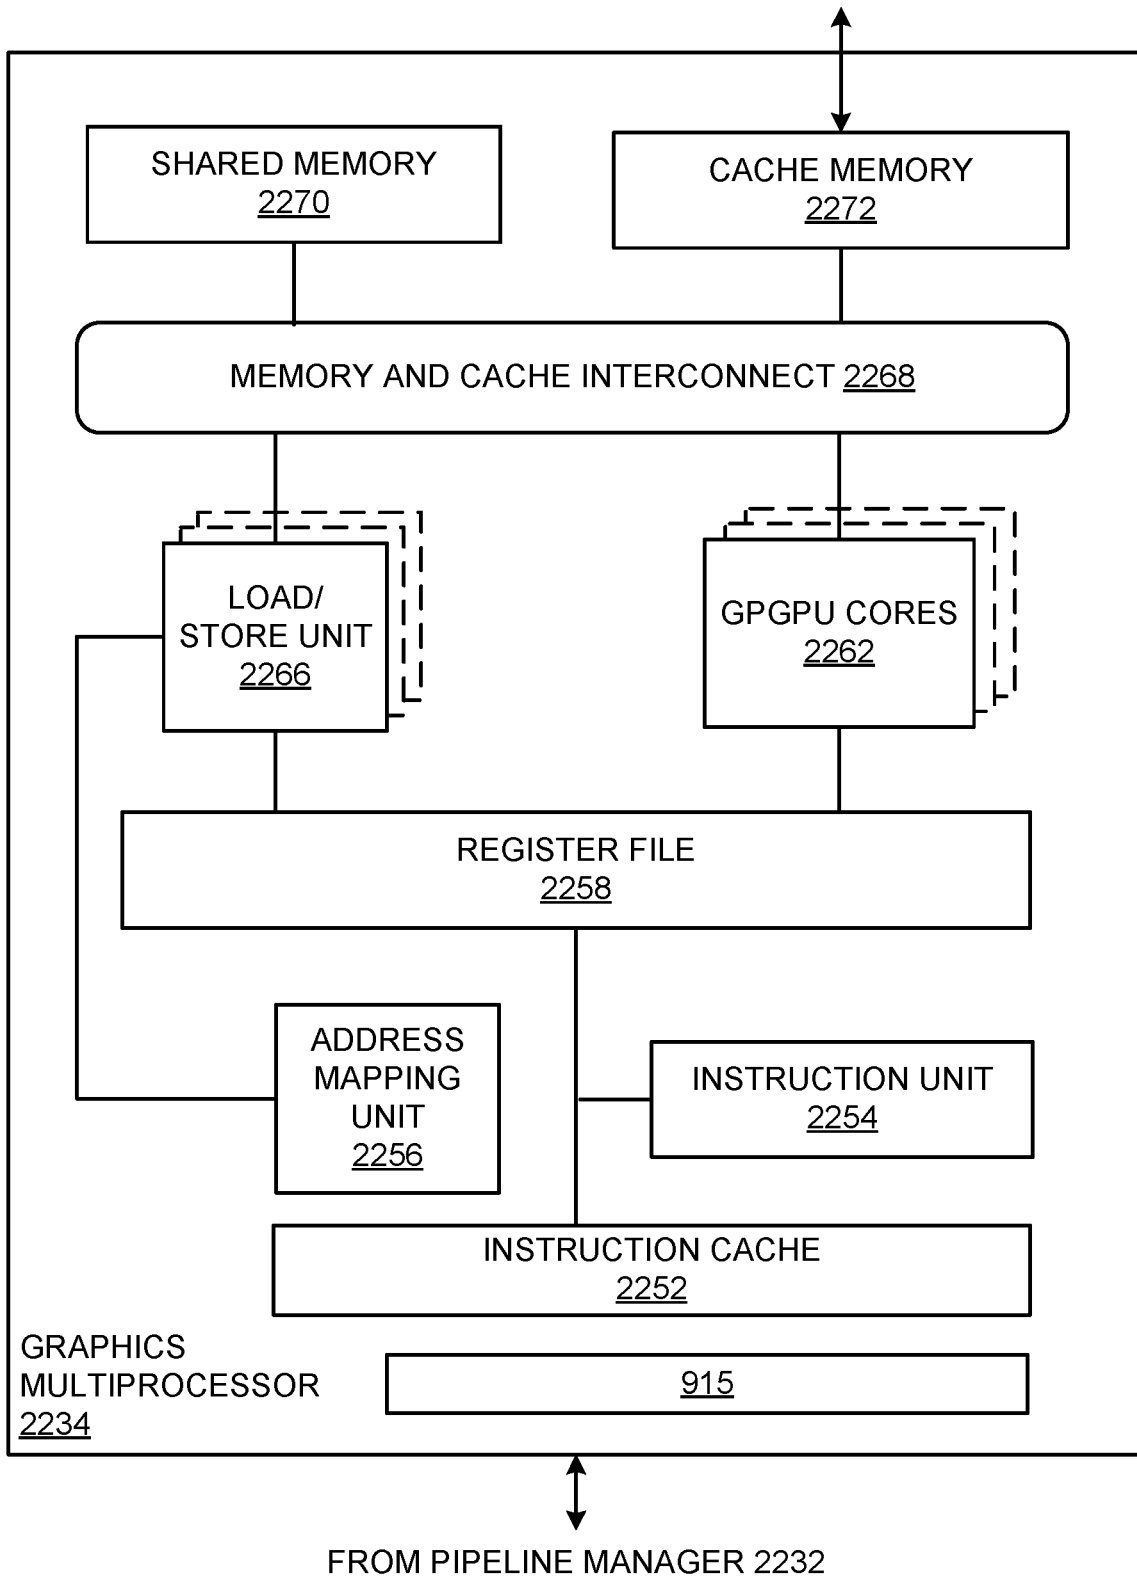 SHARED MEMORY
2270
CACHE MEMORY
2272
MEMORY AND CACHE INTERCONNECT 2268
LOAD/
STORE UNIT
2266
GPGPU CORES
2262
REGISTER FILE
2258
ADDRESS
MAPPING
UNIT
2256
INSTRUCTION UNIT
2254
INSTRUCTION CACHE
2252
GRAPHICS
MULTIPROCESSOR
2234
915
FROM PIPELINE MANAGER 2232